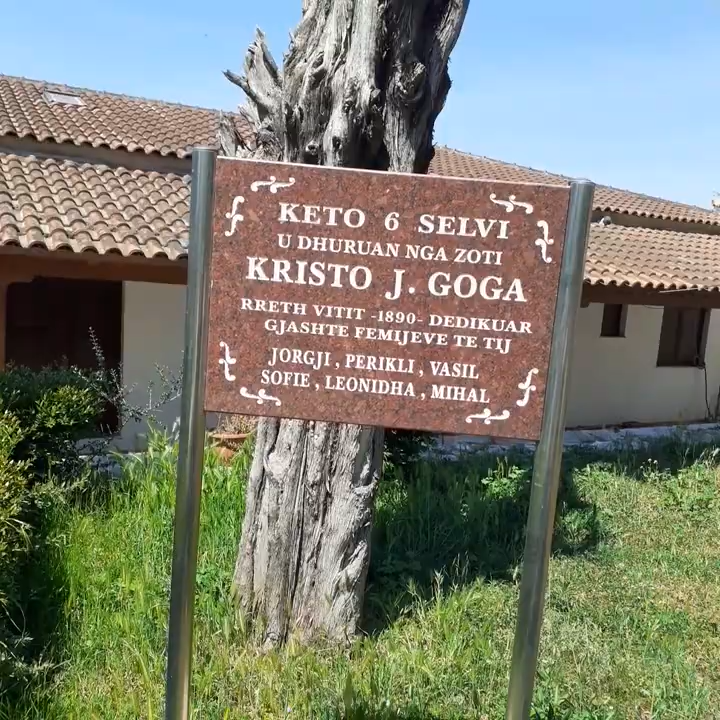 KETO 6 SELVI
U DHURUAN NGA ZOTI
KRISTO J. GOGA
RRETH VITIT -1890- DEDIKUAR
GJASHTE FEMIJEVE TE TIJ
JORGJI , PERIKLI , VASIL
SOFIE , LEONIDHA , MIHAL